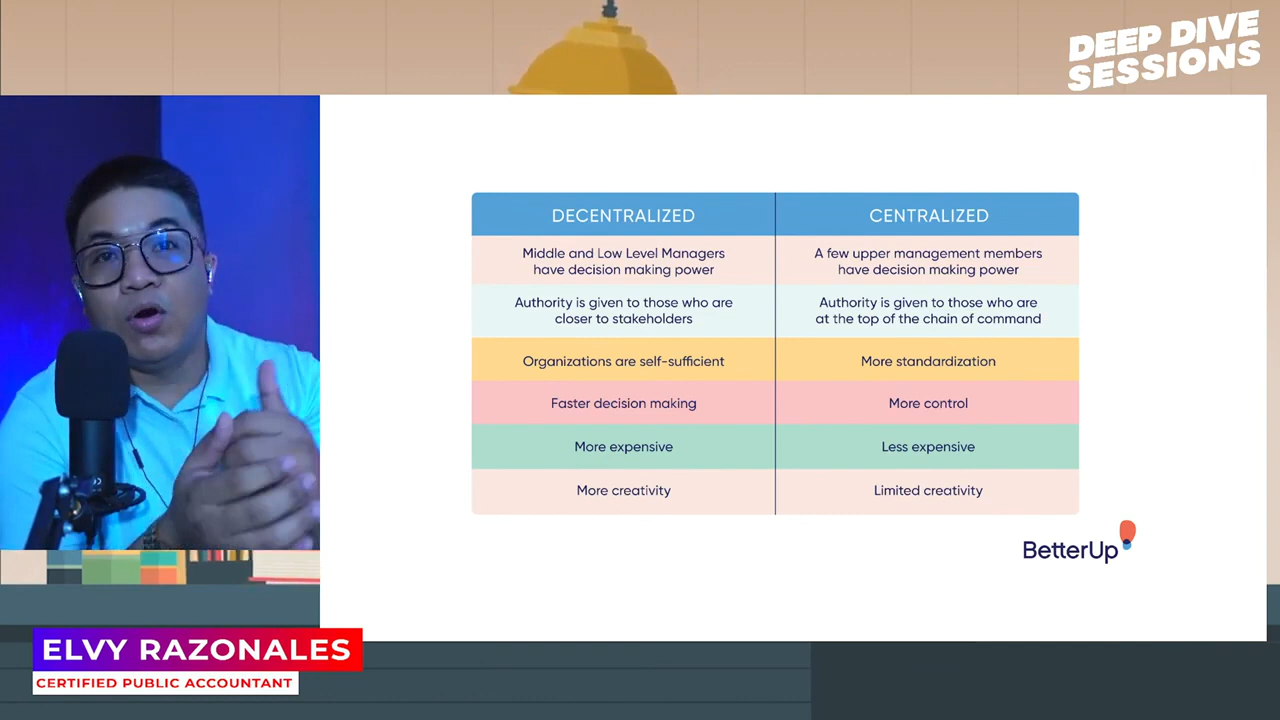 DEEP DIVE
SESSIONS
DECENTRALIZED
CENTRALIZED
Middle and Low Level Managers
have decision making power
A few upper management members
have decision making power
Authority is given to those who are
closer to stakeholders
Authority is given to those who are
at the top of the chain of command
Organizations are self-sufficient
More standardization
Faster decision making
More control
More expensive
Less expensive
More creativity
Limited creativity
BetterUp
ELVY RAZONALES
CERTIFIED PUBLIC ACCOUNTANT